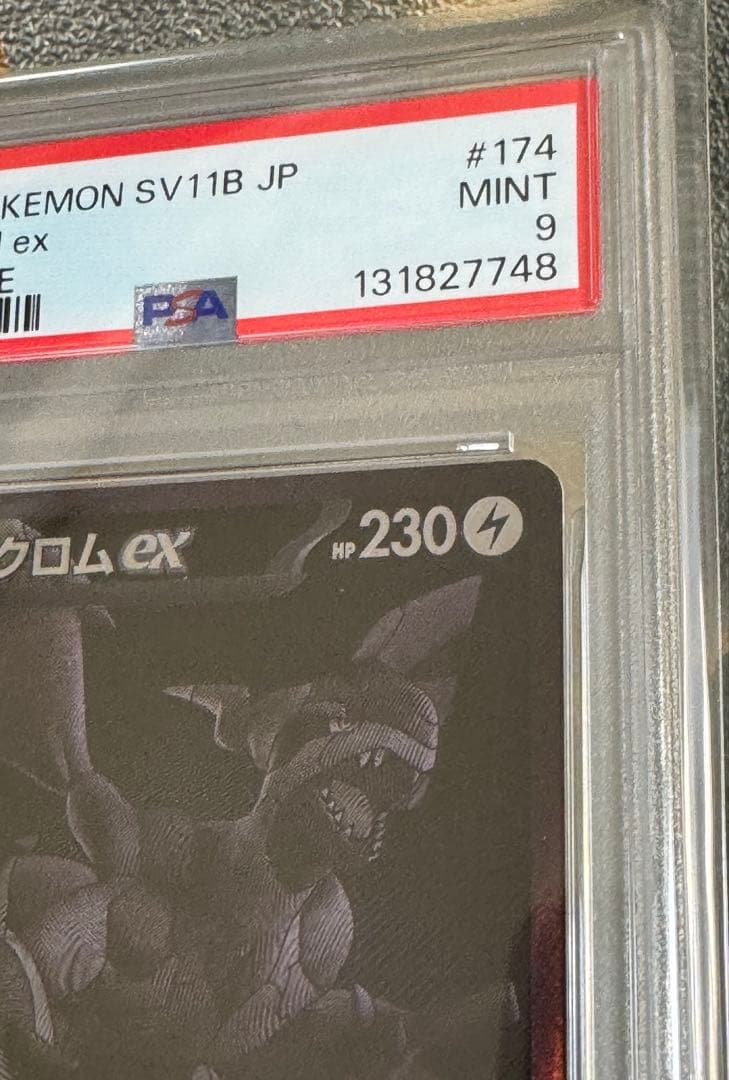 KEMON SV11B JP #174
ex MINT
E 9
PSA 131827748
クロムex HP230